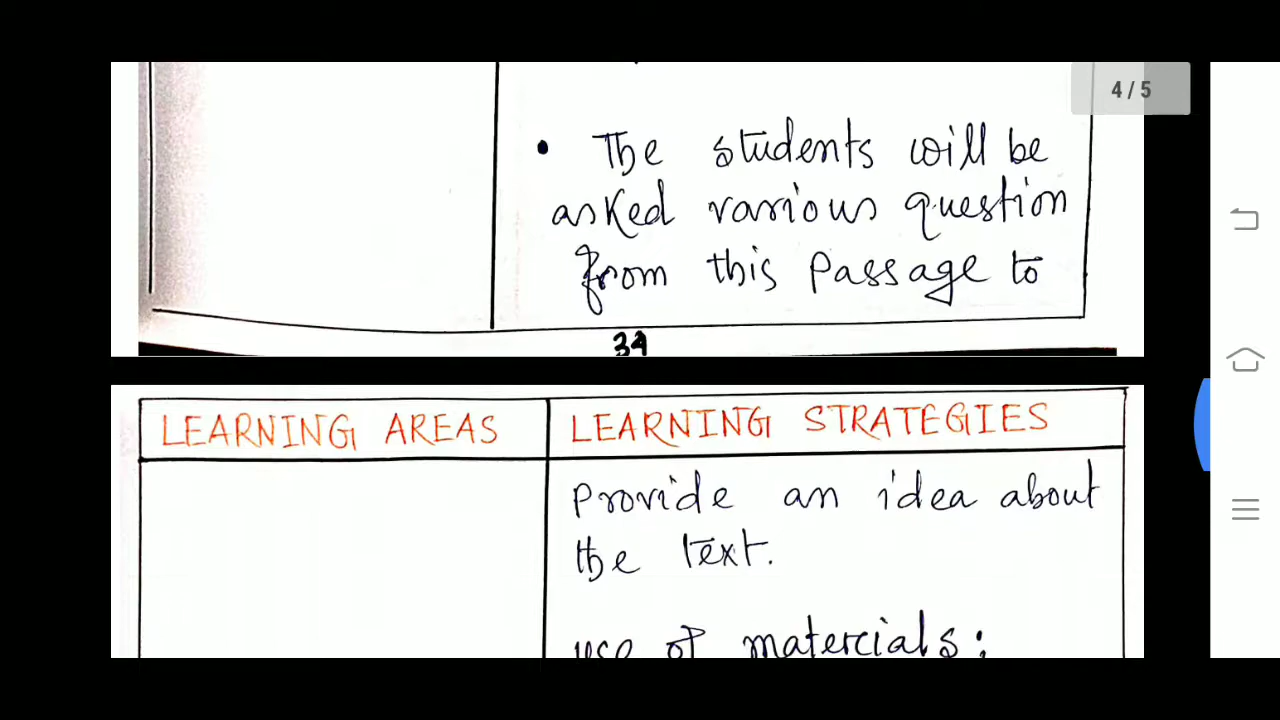 4 / 5
• The students will be
asked various question
from this passage to
34
LEARNING AREAS
LEARNING STRATEGIES
Provide an idea about
the text.
use of matercials: